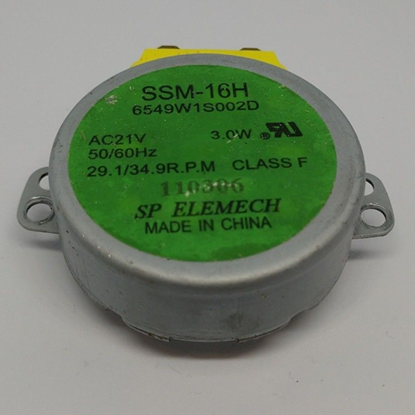 SSM-16H
6549W1S002D
AC21V 3.0W RU
50/60Hz
29.1/34.9R.P.M CLASS F
110306
SP ELEMECH
MADE IN CHINA